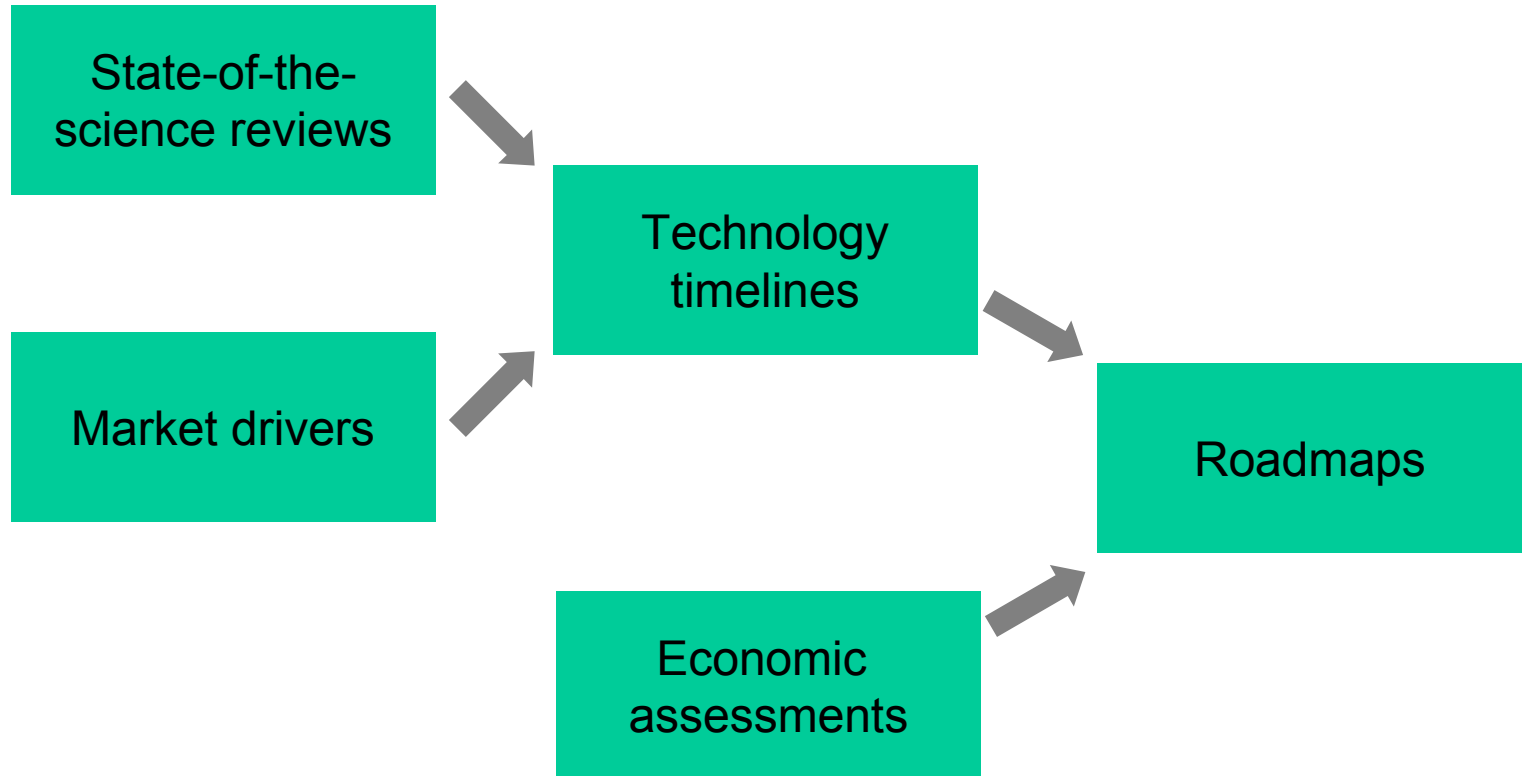 State-of-the-
science reviews
Technology
timelines
Market drivers
Roadmaps
Economic
assessments